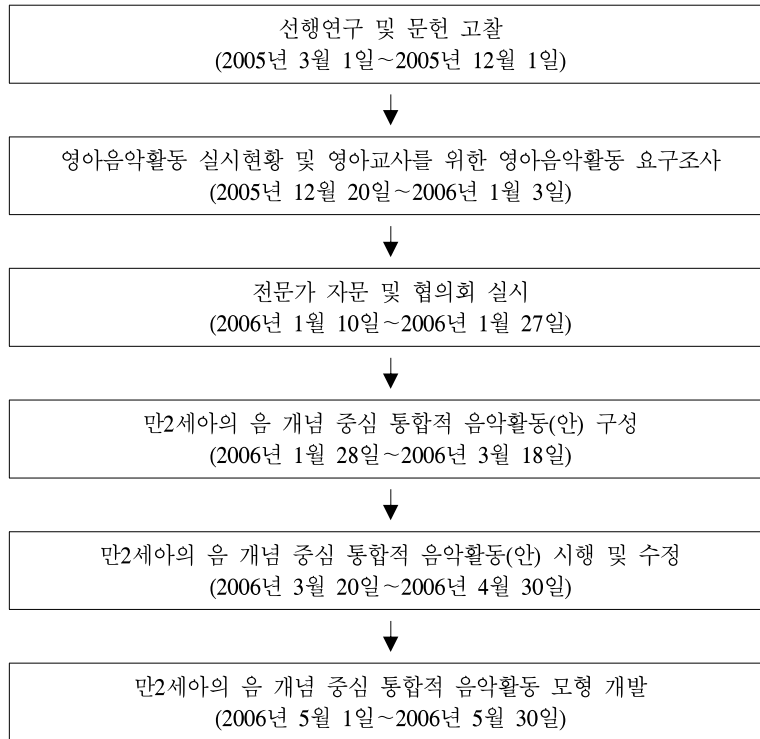 선행연구 및 문헌 고찰
(2005년 3월 1일~2005년 12월 1일)
영아음악활동 실시현황 및 영아교사를 위한 영아음악활동 요구조사
(2005년 12월 20일~2006년 1월 3일)
전문가 자문 및 협의회 실시
(2006년 1월 10일~2006년 1월 27일)
만2세아의 음 개념 중심 통합적 음악활동(안) 구성
(2006년 1월 28일~2006년 3월 18일)
만2세아의 음 개념 중심 통합적 음악활동(안) 시행 및 수정
(2006년 3월 20일~2006년 4월 30일)
만2세아의 음 개념 중심 통합적 음악활동 모형 개발
(2006년 5월 1일~2006년 5월 30일)